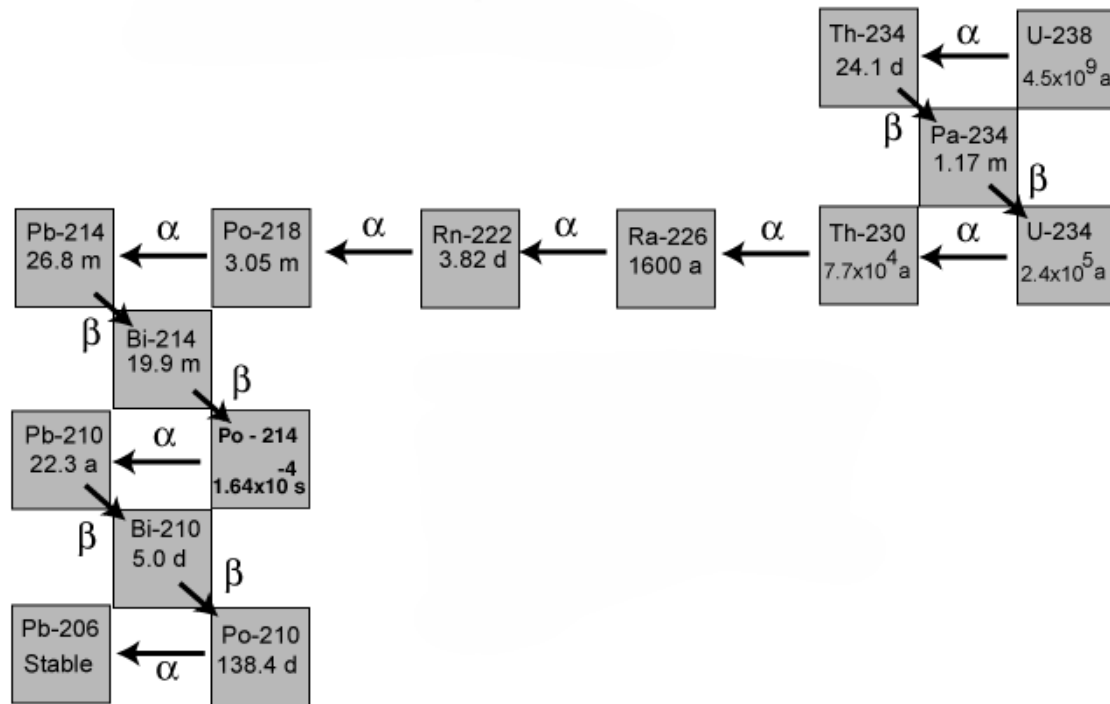 Th-234
24.1 d
α
U-238
4.5x10⁹a
β
Pa-234
1.17 m
β
Pb-214
26.8 m
α
Po-218
3.05 m
α
Rn-222
3.82 d
α
Ra-226
1600 a
α
Th-230
7.7x10⁴a
α
U-234
2.4x10⁵a
β
Bi-214
19.9 m
β
Pb-210
22.3 a
α
Po - 214
1.64x10⁻⁴s
β
Bi-210
5.0 d
β
Pb-206
Stable
α
Po-210
138.4 d